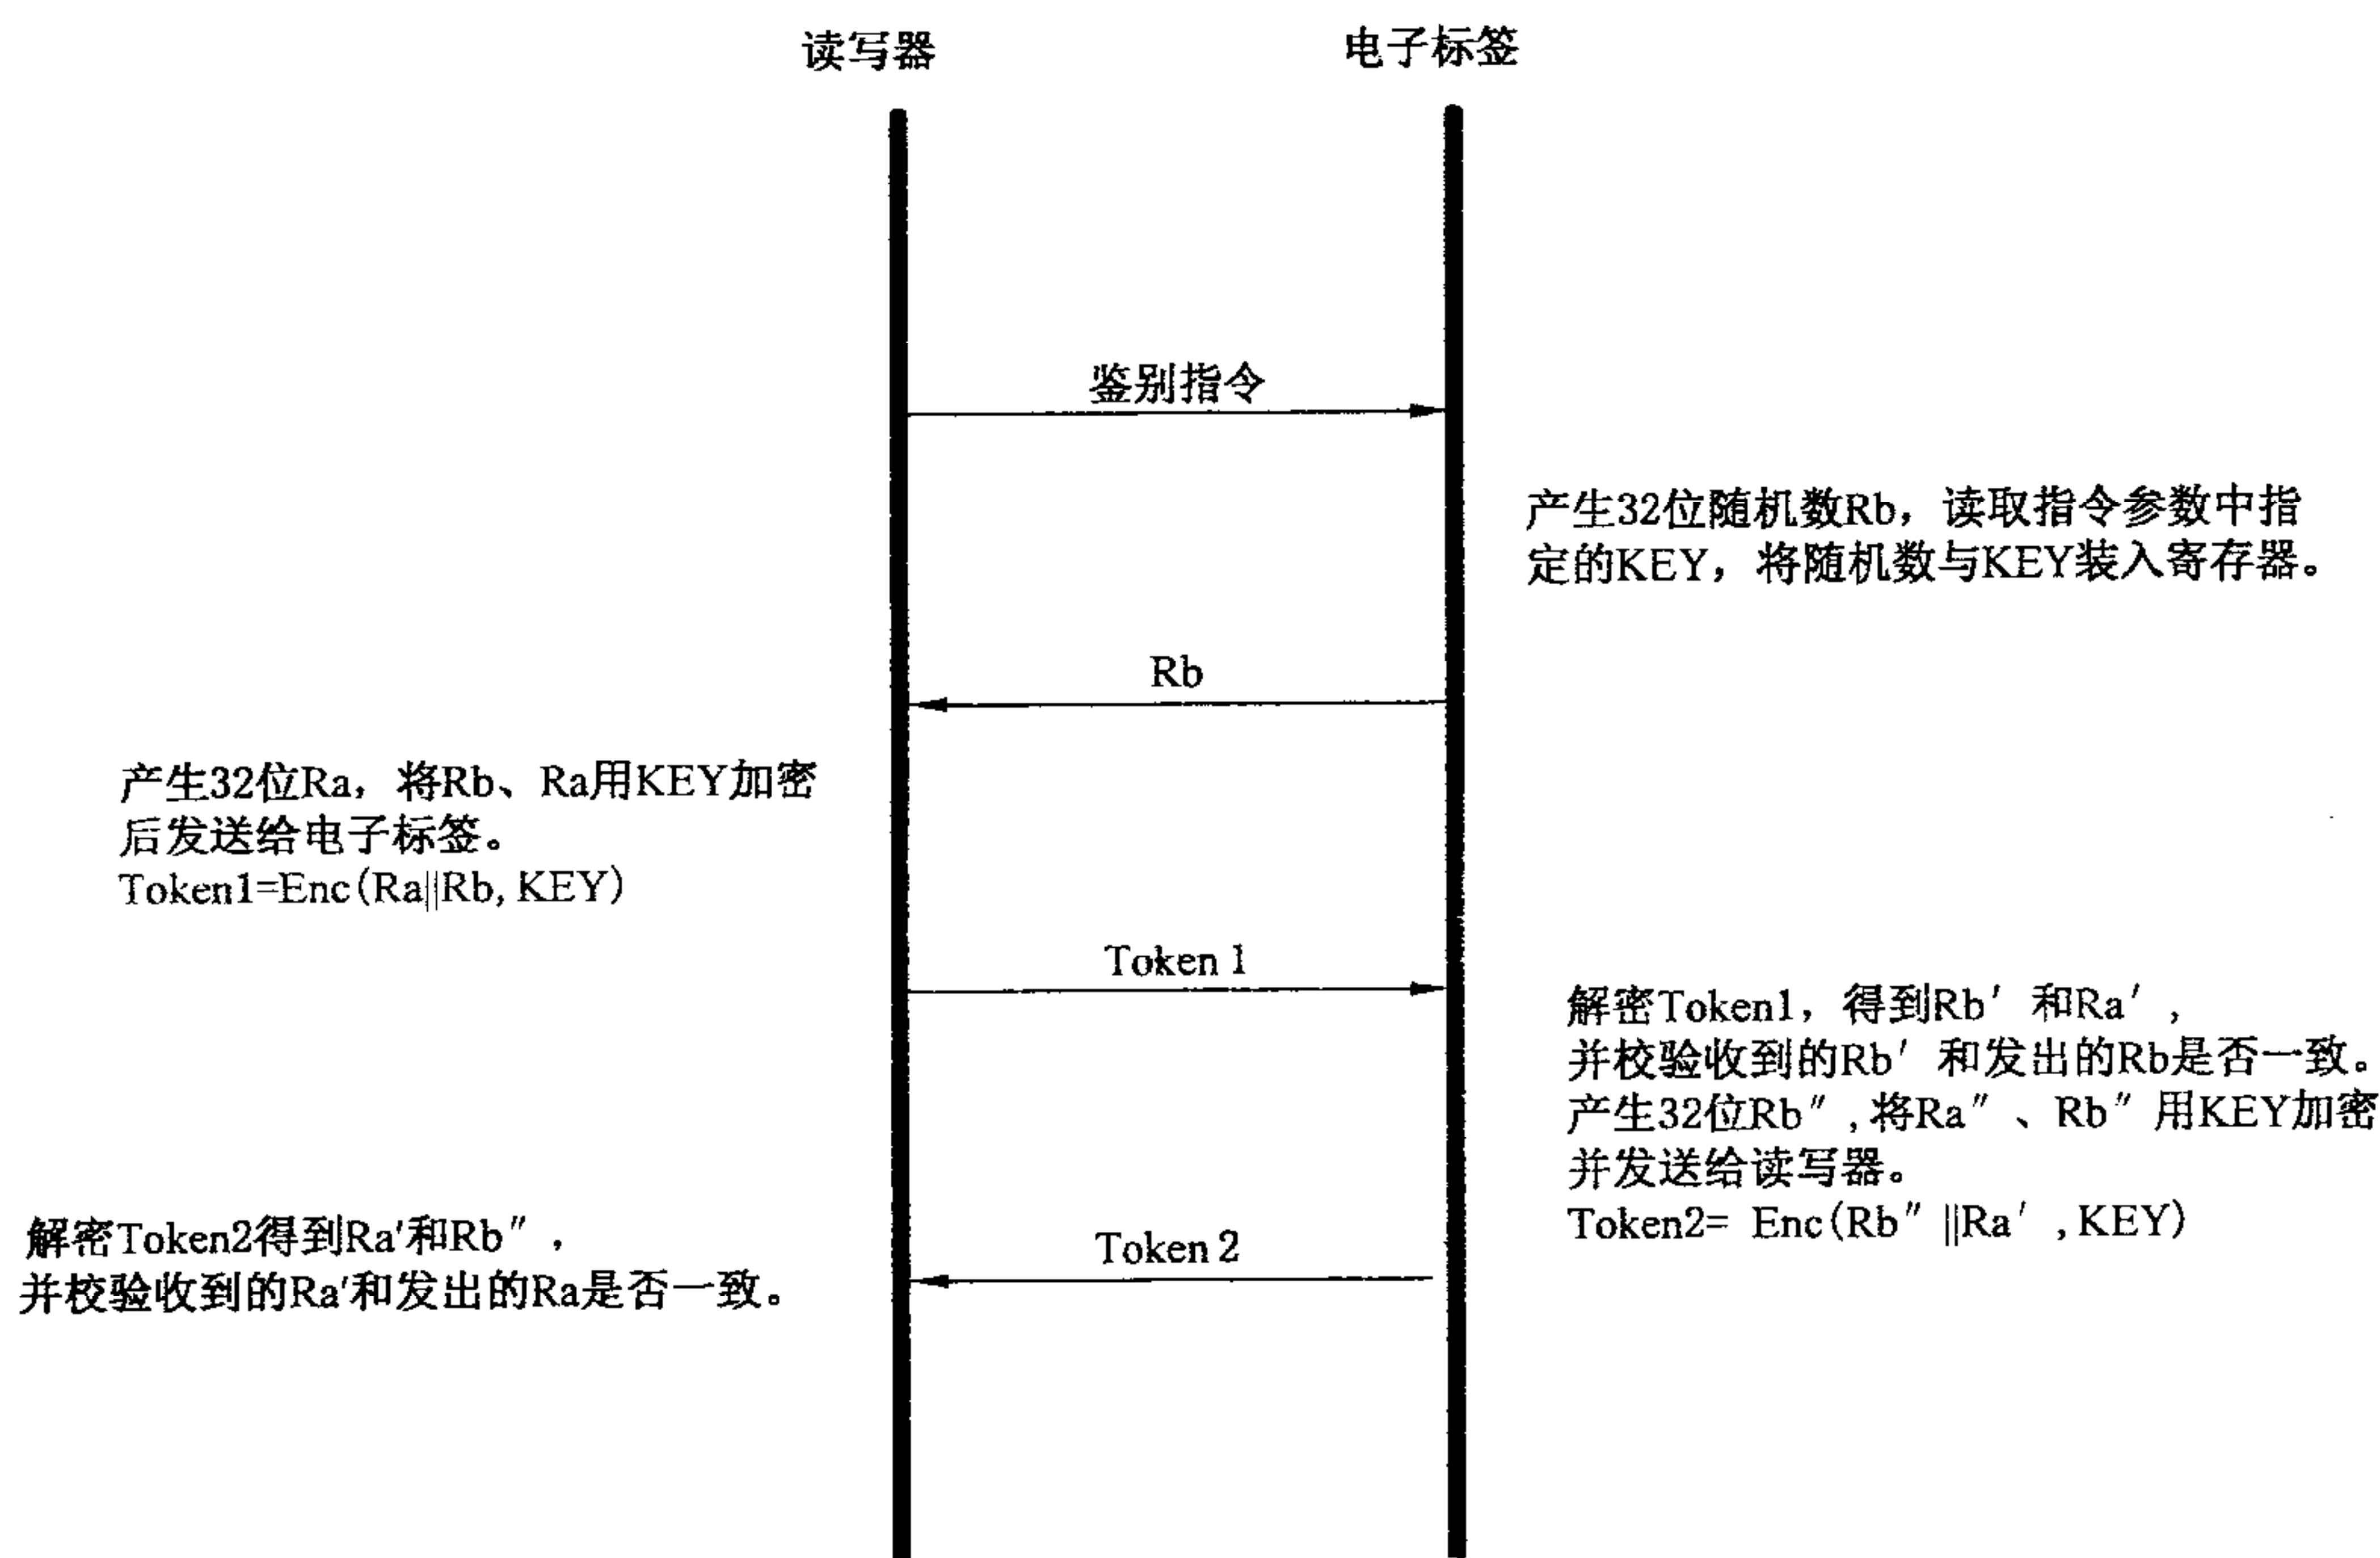 读写器
电子标签
鉴别指令
产生32位随机数Rb，读取指令参数中指
定的KEY，将随机数与KEY装入寄存器。
Rb
产生32位Ra，将Rb、Ra用KEY加密
后发送给电子标签。
Token1=Enc(Ra||Rb, KEY)
Token 1
解密Token1，得到Rb′ 和Ra′ ，
并校验收到的Rb′ 和发出的Rb是否一致。
产生32位Rb″ ,将Ra″ 、Rb″ 用KEY加密
并发送给读写器。
Token2= Enc(Rb″ ||Ra′ , KEY)
Token 2
解密Token2得到Ra′和Rb″ ，
并校验收到的Ra′和发出的Ra是否一致。